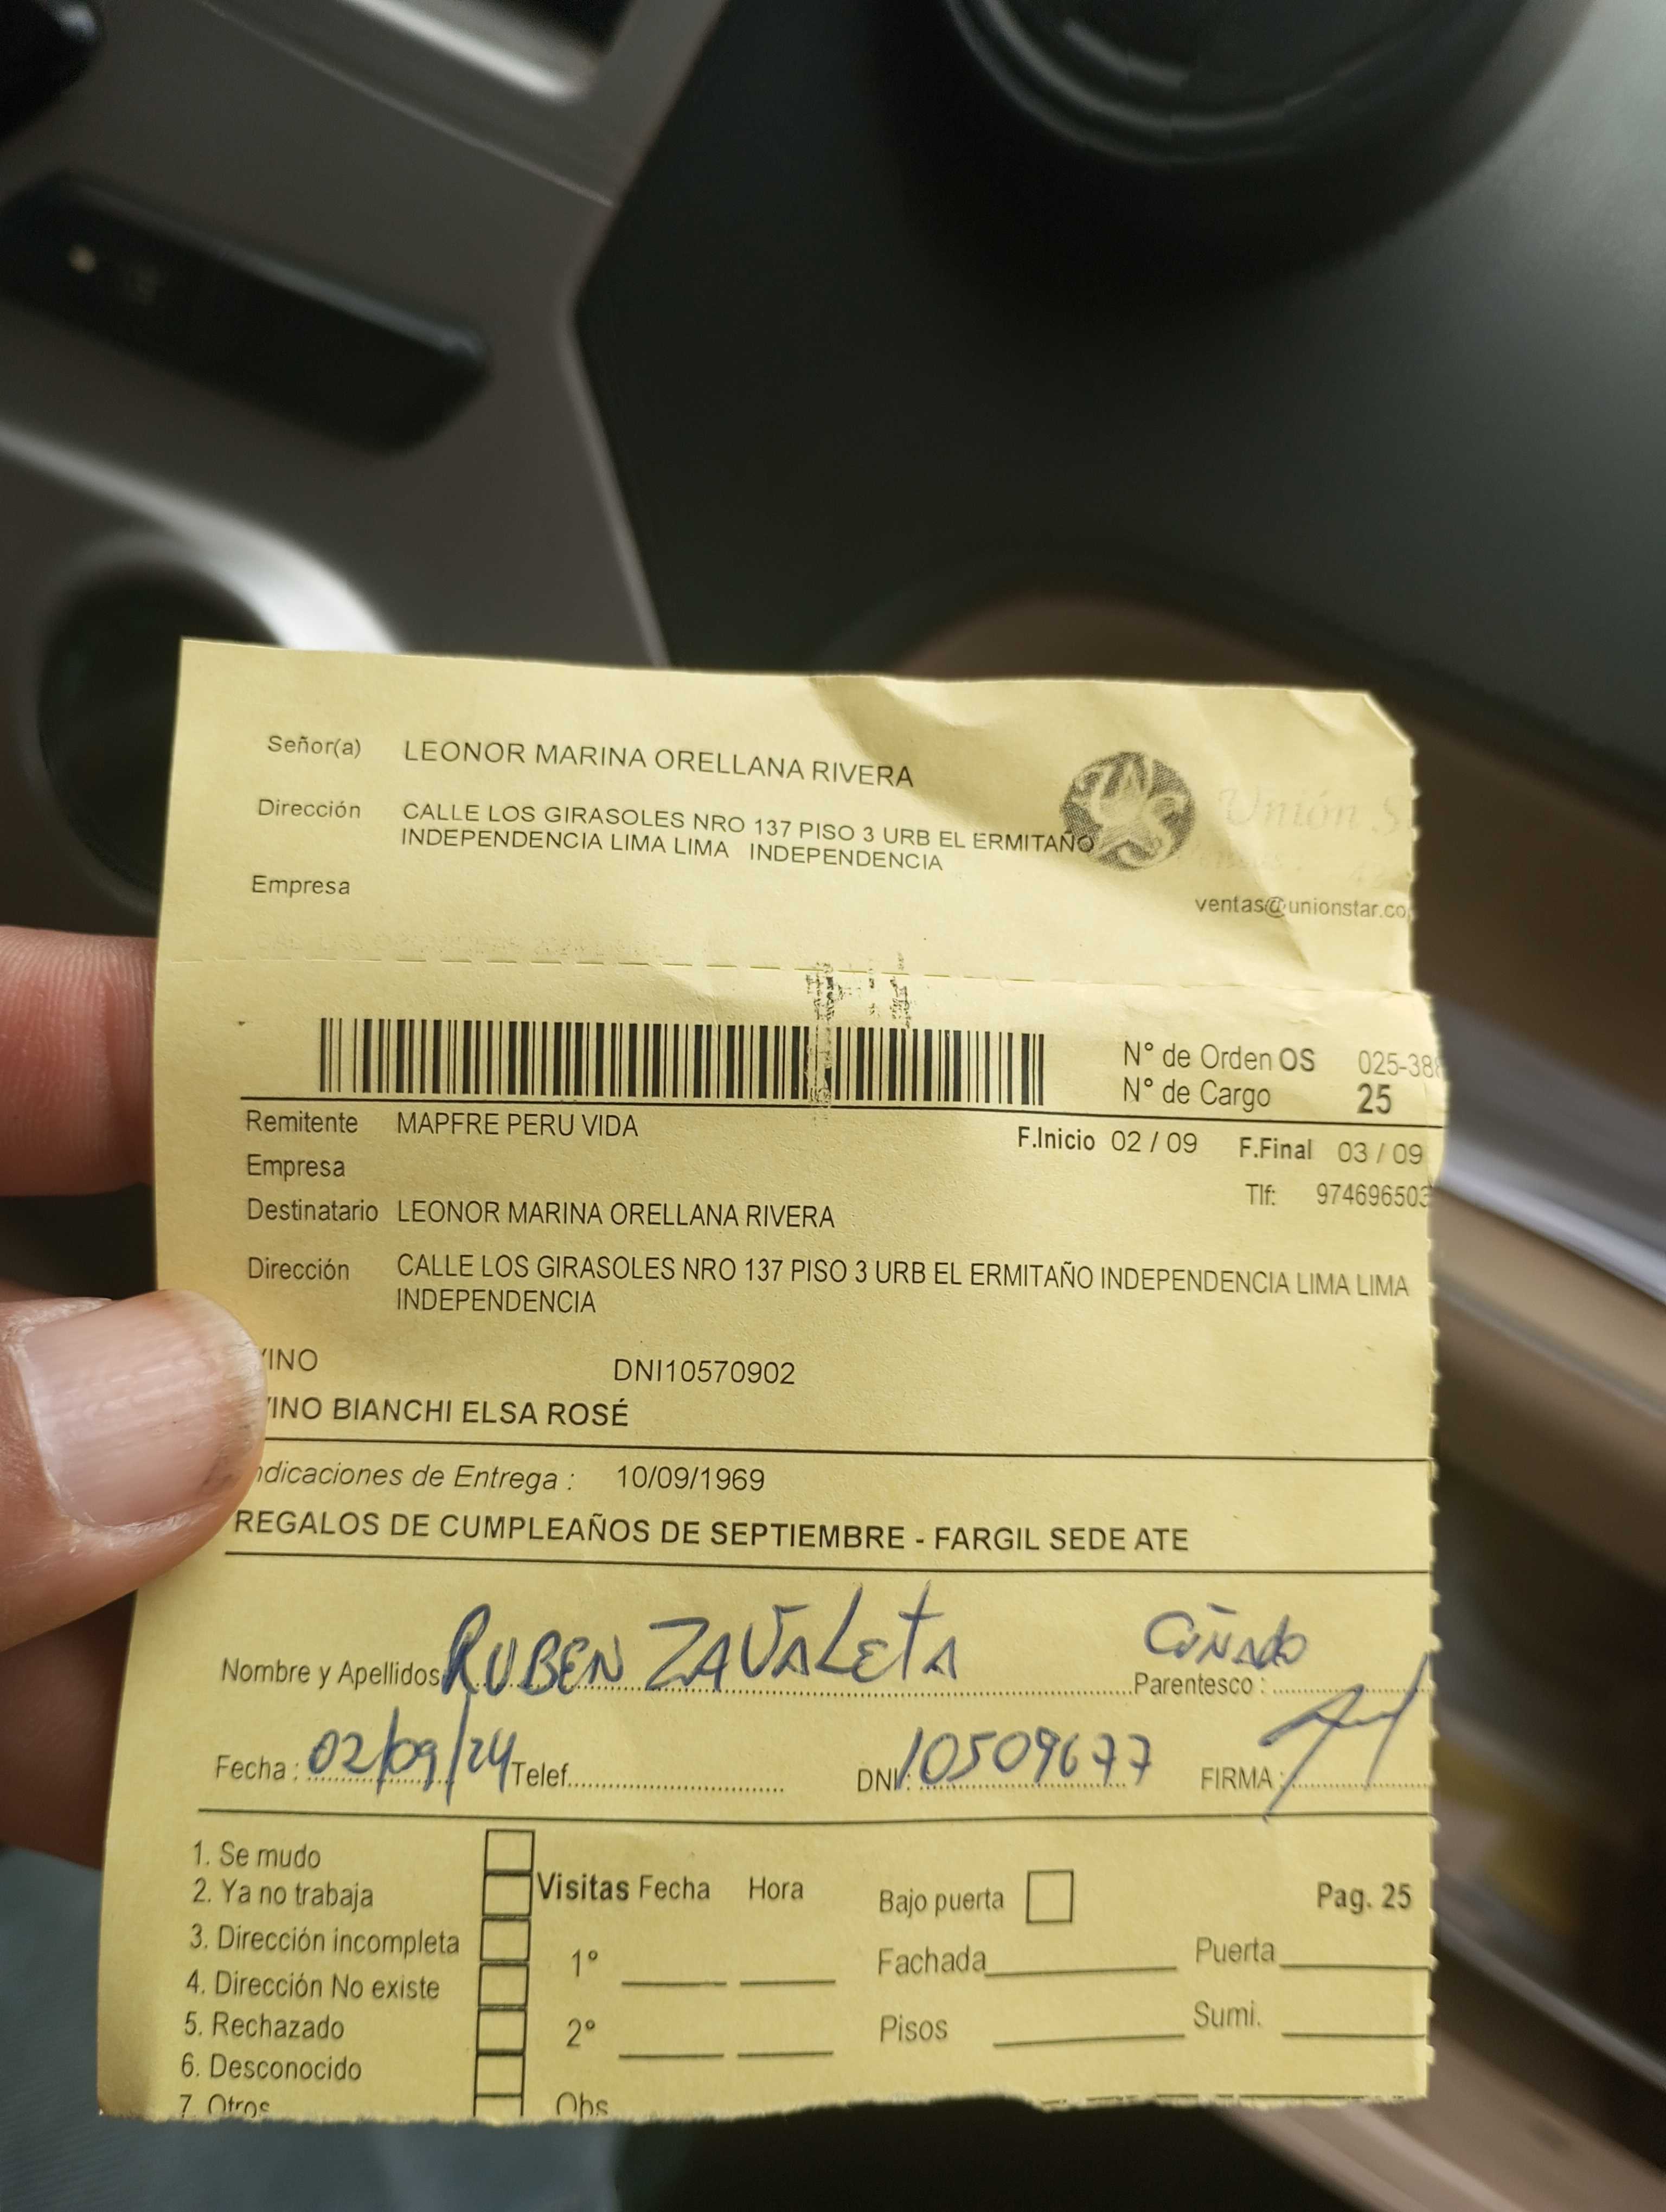 Señor(a) LEONOR MARINA ORELLANA RIVERA
Dirección CALLE LOS GIRASOLES NRO 137 PISO 3 URB EL ERMITAÑO
INDEPENDENCIA LIMA LIMA INDEPENDENCIA
Unión S
Empresa
ventas@unionstar.co
N° de Orden OS 025-38
N° de Cargo 25
Remitente MAPFRE PERU VIDA
F.Inicio 02 / 09 F.Final 03 / 09
Empresa
Tlf: 974696503
Destinatario LEONOR MARINA ORELLANA RIVERA
Dirección CALLE LOS GIRASOLES NRO 137 PISO 3 URB EL ERMITAÑO INDEPENDENCIA LIMA LIMA
INDEPENDENCIA
INO DNI10570902
INO BIANCHI ELSA ROSÉ
ndicaciones de Entrega : 10/09/1969
REGALOS DE CUMPLEAÑOS DE SEPTIEMBRE - FARGIL SEDE ATE
Nombre y Apellidos RUBEN ZAVALETA Parentesco : CUÑADO
Fecha : 02/09/24 Telef. DNI: 10509677 FIRMA :
1. Se mudo
2. Ya no trabaja
3. Dirección incompleta
4. Dirección No existe
5. Rechazado
6. Desconocido
7. Otros
Visitas Fecha Hora
1°
2°
Obs
Bajo puerta
Pag. 25
Fachada Puerta
Pisos Sumi.